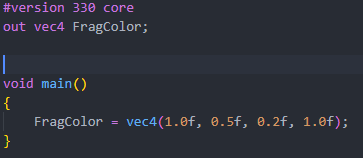 #version 330 core
out vec4 FragColor;
void main()
{
    FragColor = vec4(1.0f, 0.5f, 0.2f, 1.0f);
}